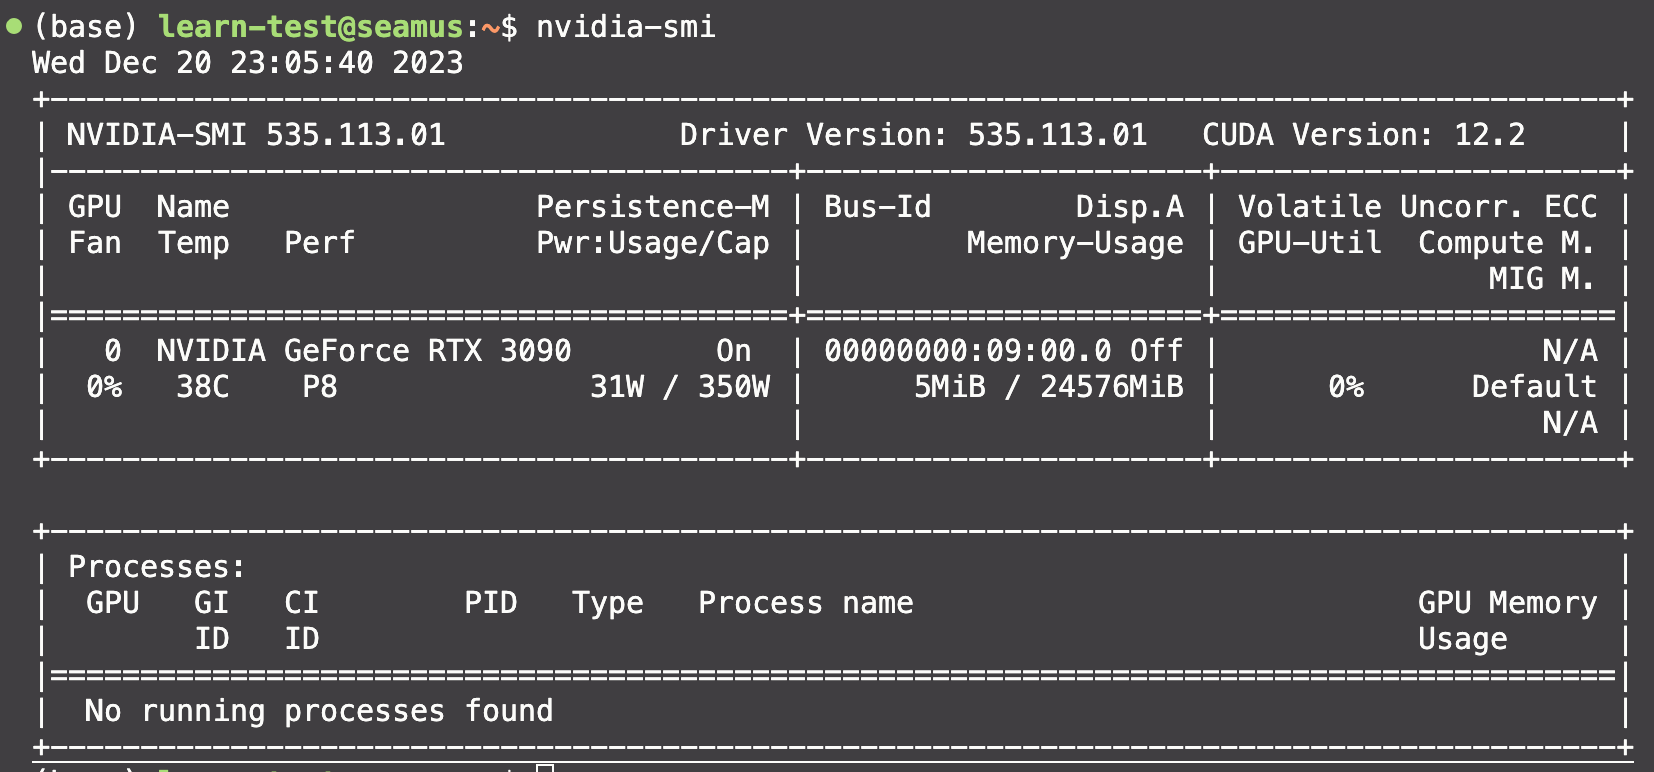 (base) learn-test@seamus:~$ nvidia-smi
Wed Dec 20 23:05:40 2023
+---------------------------------------------------------------------------------------+
| NVIDIA-SMI 535.113.01             Driver Version: 535.113.01   CUDA Version: 12.2     |
|-----------------------------------------+----------------------+----------------------+
| GPU  Name                 Persistence-M | Bus-Id        Disp.A | Volatile Uncorr. ECC |
| Fan  Temp   Perf          Pwr:Usage/Cap |         Memory-Usage | GPU-Util  Compute M. |
|                                         |                      |               MIG M. |
|=========================================+======================+======================|
|   0  NVIDIA GeForce RTX 3090        On  | 00000000:09:00.0 Off |                  N/A |
|  0%   38C    P8              31W / 350W |      5MiB / 24576MiB |      0%      Default |
|                                         |                      |                  N/A |
+-----------------------------------------+----------------------+----------------------+
+---------------------------------------------------------------------------------------+
| Processes:                                                                            |
|  GPU   GI   CI        PID   Type   Process name                            GPU Memory |
|        ID   ID                                                             Usage      |
|=======================================================================================|
|  No running processes found                                                           |
+---------------------------------------------------------------------------------------+